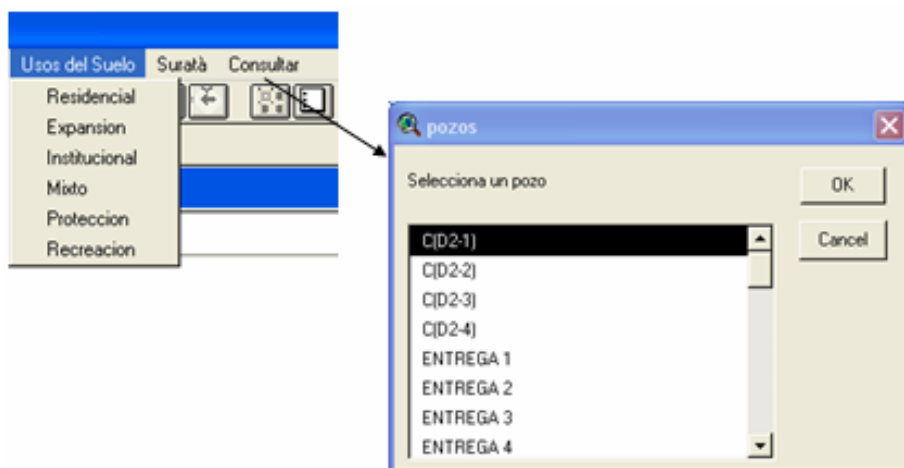 Usos del Suelo Suratà Consultar
Residencial
Expansion
Institucional
Mixto
Proteccion
Recreacion
pozos
Selecciona un pozo
OK
Cancel
C(D2-1)
C(D2-2)
C(D2-3)
C(D2-4)
ENTREGA 1
ENTREGA 2
ENTREGA 3
ENTREGA 4